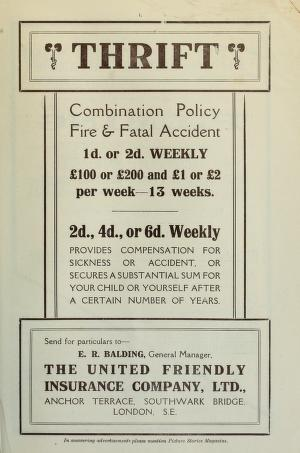 THRIFT
Combination Policy
Fire & Fatal Accident
1d. or 2d. WEEKLY
£100 or £200 and £1 or £2
per week—13 weeks.
2d., 4d., or 6d. Weekly
PROVIDES COMPENSATION FOR
SICKNESS OR ACCIDENT, OR
SECURES A SUBSTANTIAL SUM FOR
YOUR CHILD OR YOURSELF AFTER
A CERTAIN NUMBER OF YEARS.
Send for particulars to—
E. R. BALDING, General Manager,
THE UNITED FRIENDLY
INSURANCE COMPANY, LTD.,
ANCHOR TERRACE, SOUTHWARK BRIDGE.
LONDON, S.E.
In answering advertisements please mention Picture Stories Magazine.